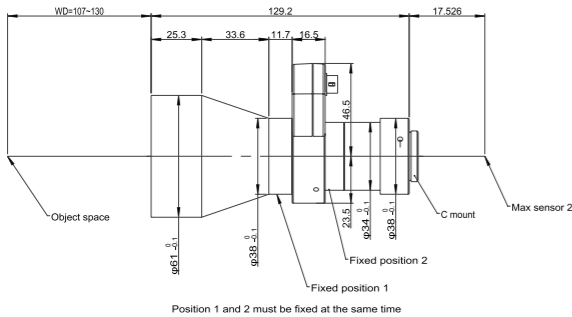 WD=107~130
129.2
17.526
25.3
33.6
11.7
16.5
46.5
23.5
φ61 0 -0.1
φ38 0 -0.1
φ34 0 -0.1
φ38 0 -0.1
Object space
Max sensor 2
C mount
Fixed position 2
Fixed position 1
Position 1 and 2 must be fixed at the same time